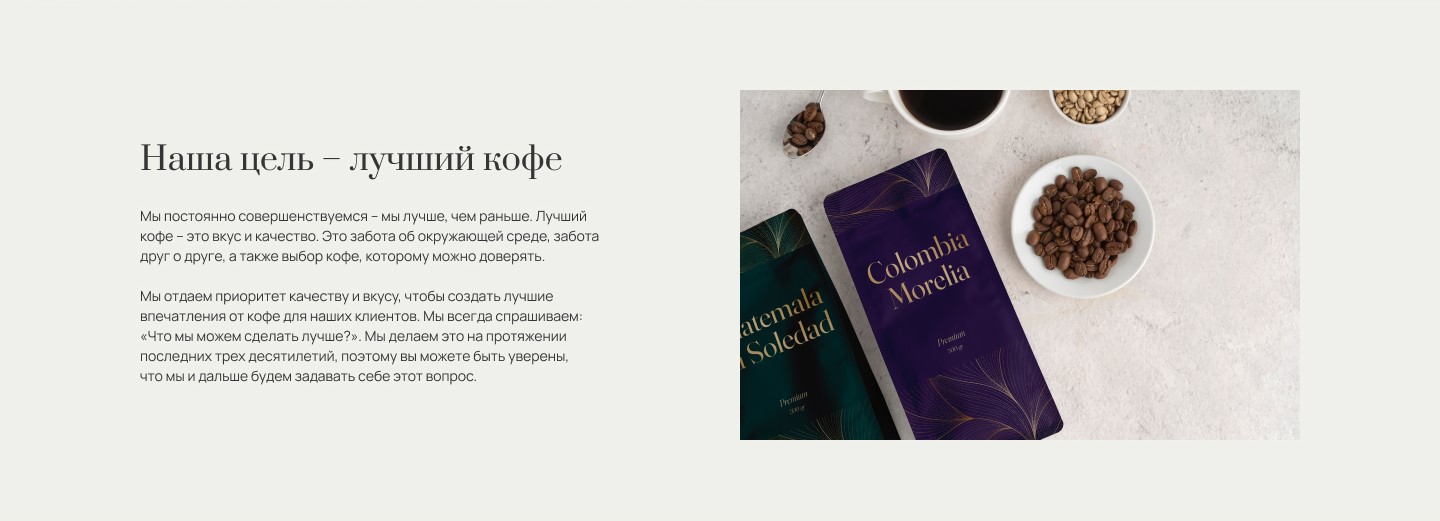 Наша цель – лучший кофе
Мы постоянно совершенствуемся – мы лучше, чем раньше. Лучший
кофе – это вкус и качество. Это забота об окружающей среде, забота
друг о друге, а также выбор кофе, которому можно доверять.
Мы отдаем приоритет качеству и вкусу, чтобы создать лучшие
впечатления от кофе для наших клиентов. Мы всегда спрашиваем:
«Что мы можем сделать лучше?». Мы делаем это на протяжении
последних трех десятилетий, поэтому вы можете быть уверены,
что мы и дальше будем задавать себе этот вопрос.
Colombia
Morelia
Premium
atemala
Soledad
Premium